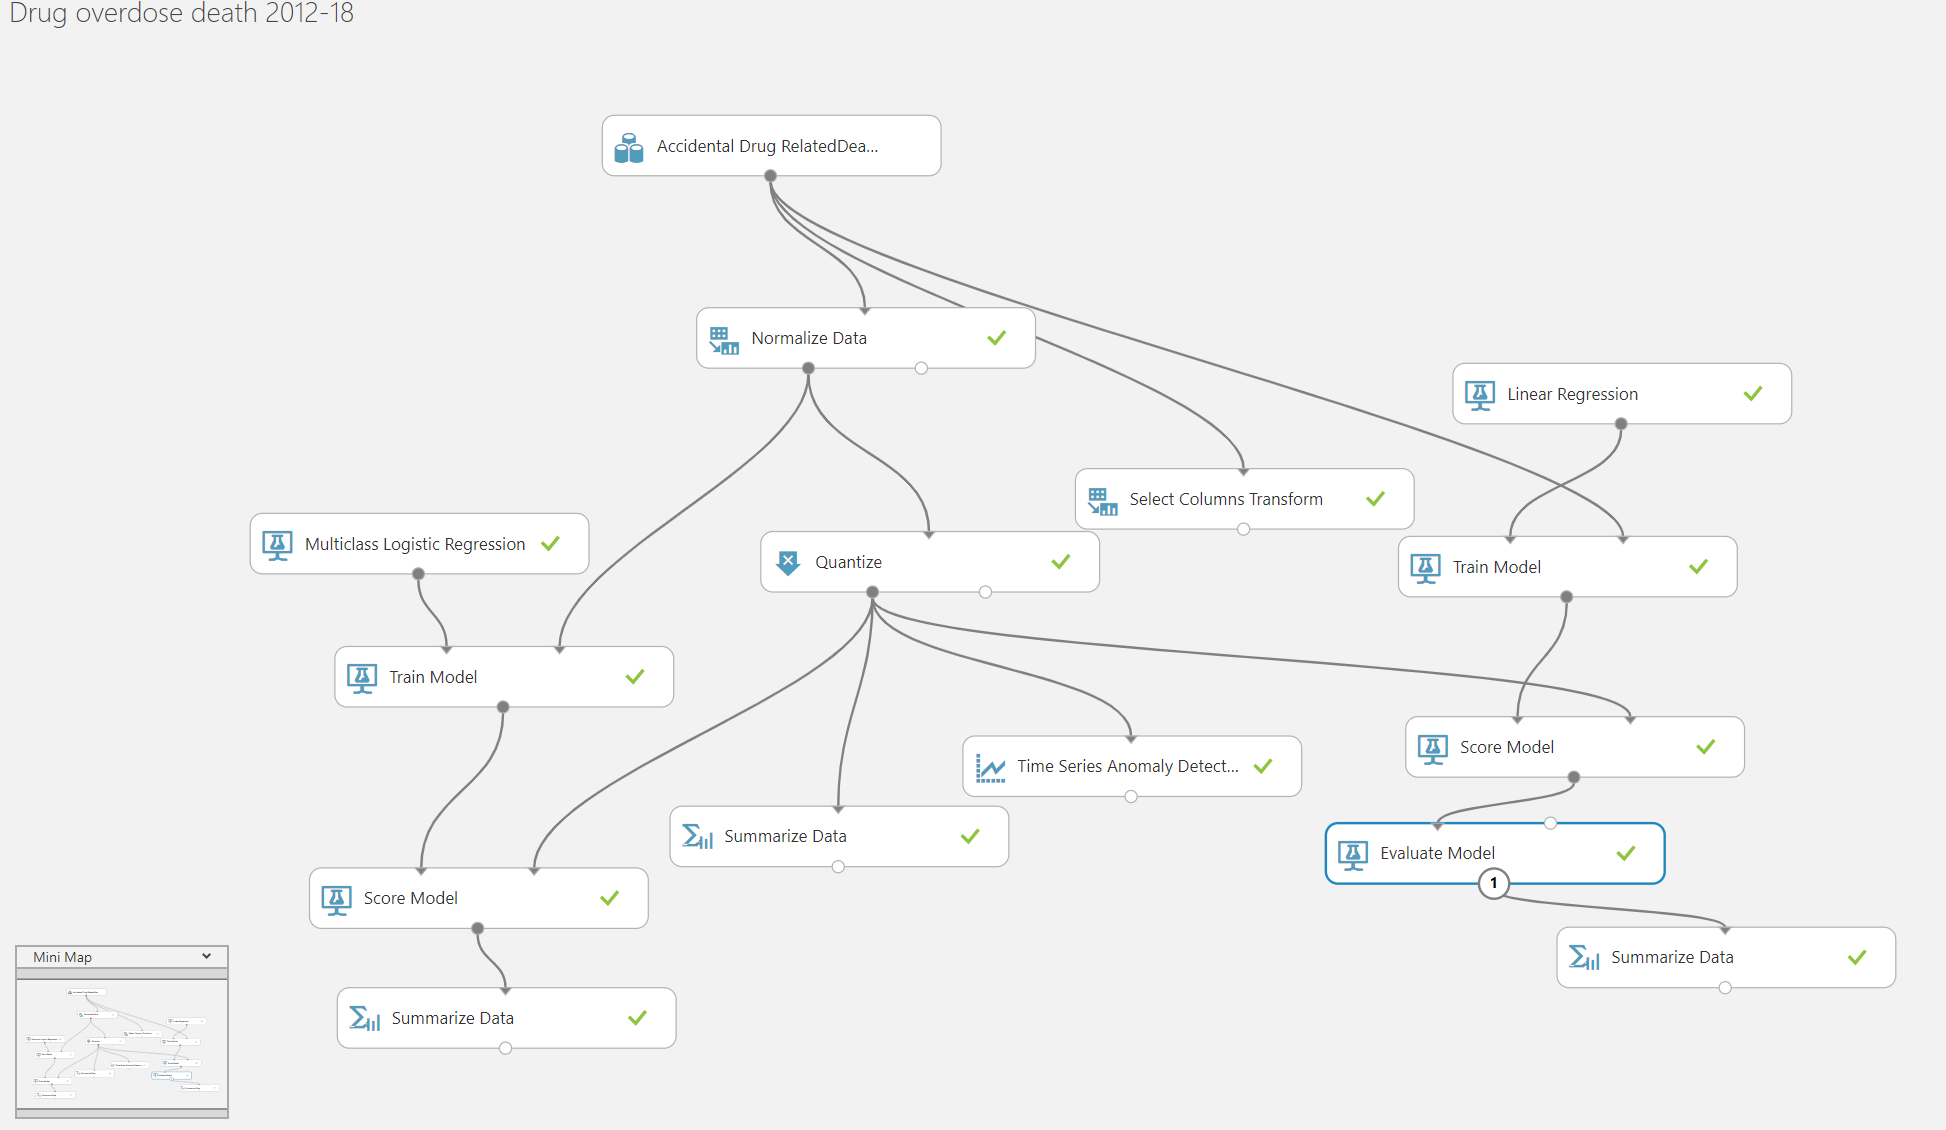 Drug overdose death 2012-18
Accidental Drug RelatedDea...
Normalize Data
Linear Regression
Select Columns Transform
Multiclass Logistic Regression
Quantize
Train Model
Train Model
Score Model
Time Series Anomaly Detect...
Summarize Data
Evaluate Model
1
Score Model
Summarize Data
Mini Map
Summarize Data